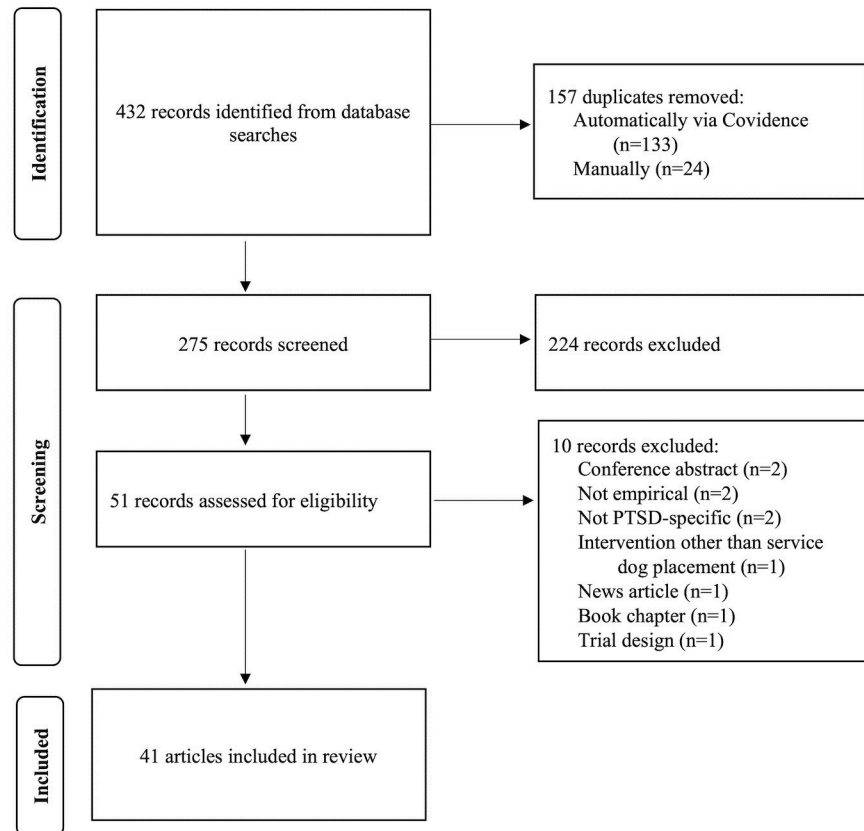 Identification
432 records identified from database
searches
157 duplicates removed:
Automatically via Covidence
(n=133)
Manually (n=24)
Screening
275 records screened
224 records excluded
51 records assessed for eligibility
10 records excluded:
Conference abstract (n=2)
Not empirical (n=2)
Not PTSD-specific (n=2)
Intervention other than service
dog placement (n=1)
News article (n=1)
Book chapter (n=1)
Trial design (n=1)
Included
41 articles included in review